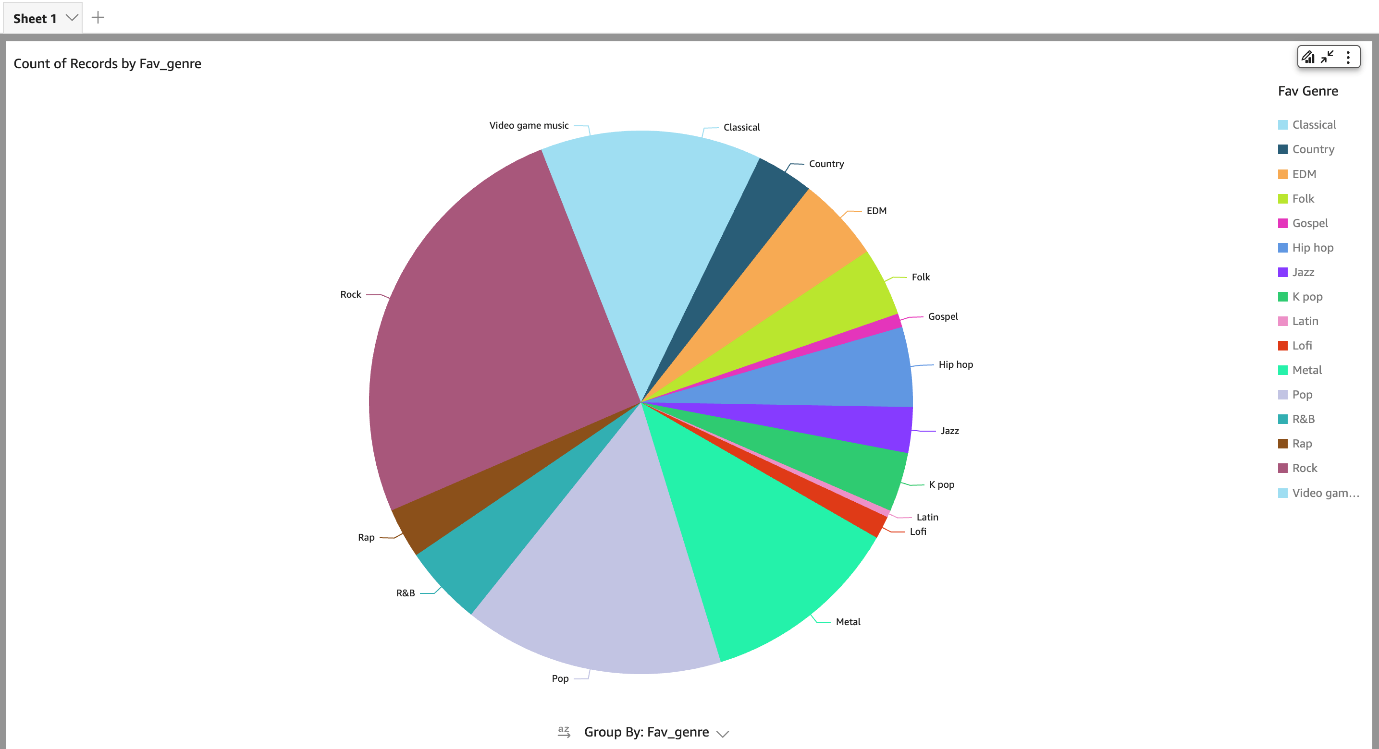 Sheet 1
Count of Records by Fav_genre
Fav Genre
Classical
Country
EDM
Folk
Gospel
Hip hop
Jazz
K pop
Latin
Lofi
Metal
Pop
R&B
Rap
Rock
Video gam...
Video game music
Classical
Country
EDM
Folk
Gospel
Hip hop
Jazz
K pop
Latin
Lofi
Metal
Pop
R&B
Rap
Rock
az
Group By: Fav_genre